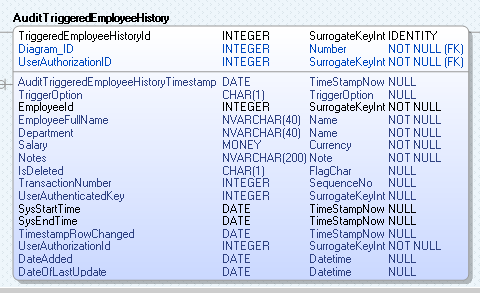 AuditTriggeredEmployeeHistory
TriggeredEmployeeHistoryId INTEGER SurrogateKeyInt IDENTITY
Diagram_ID INTEGER Number NOT NULL (FK)
UserAuthorizationID INTEGER SurrogateKeyInt NOT NULL (FK)
AuditTriggeredEmployeeHistoryTimestamp DATE TimeStampNow NULL
TriggerOption CHAR(1) TriggerOption NULL
EmployeeId INTEGER SurrogateKeyInt NOT NULL
EmployeeFullName NVARCHAR(40) Name NOT NULL
Department NVARCHAR(40) Name NOT NULL
Salary MONEY Currency NOT NULL
Notes NVARCHAR(200) Note NOT NULL
IsDeleted CHAR(1) FlagChar NULL
TransactionNumber INTEGER SequenceNo NULL
UserAuthenticatedKey INTEGER SurrogateKeyInt NULL
SysStartTime DATE TimeStampNow NULL
SysEndTime DATE TimeStampNow NULL
TimestampRowChanged DATE TimeStampNow NULL
UserAuthorizationId INTEGER SurrogateKeyInt NOT NULL
DateAdded DATE Datetime NULL
DateOfLastUpdate DATE Datetime NULL